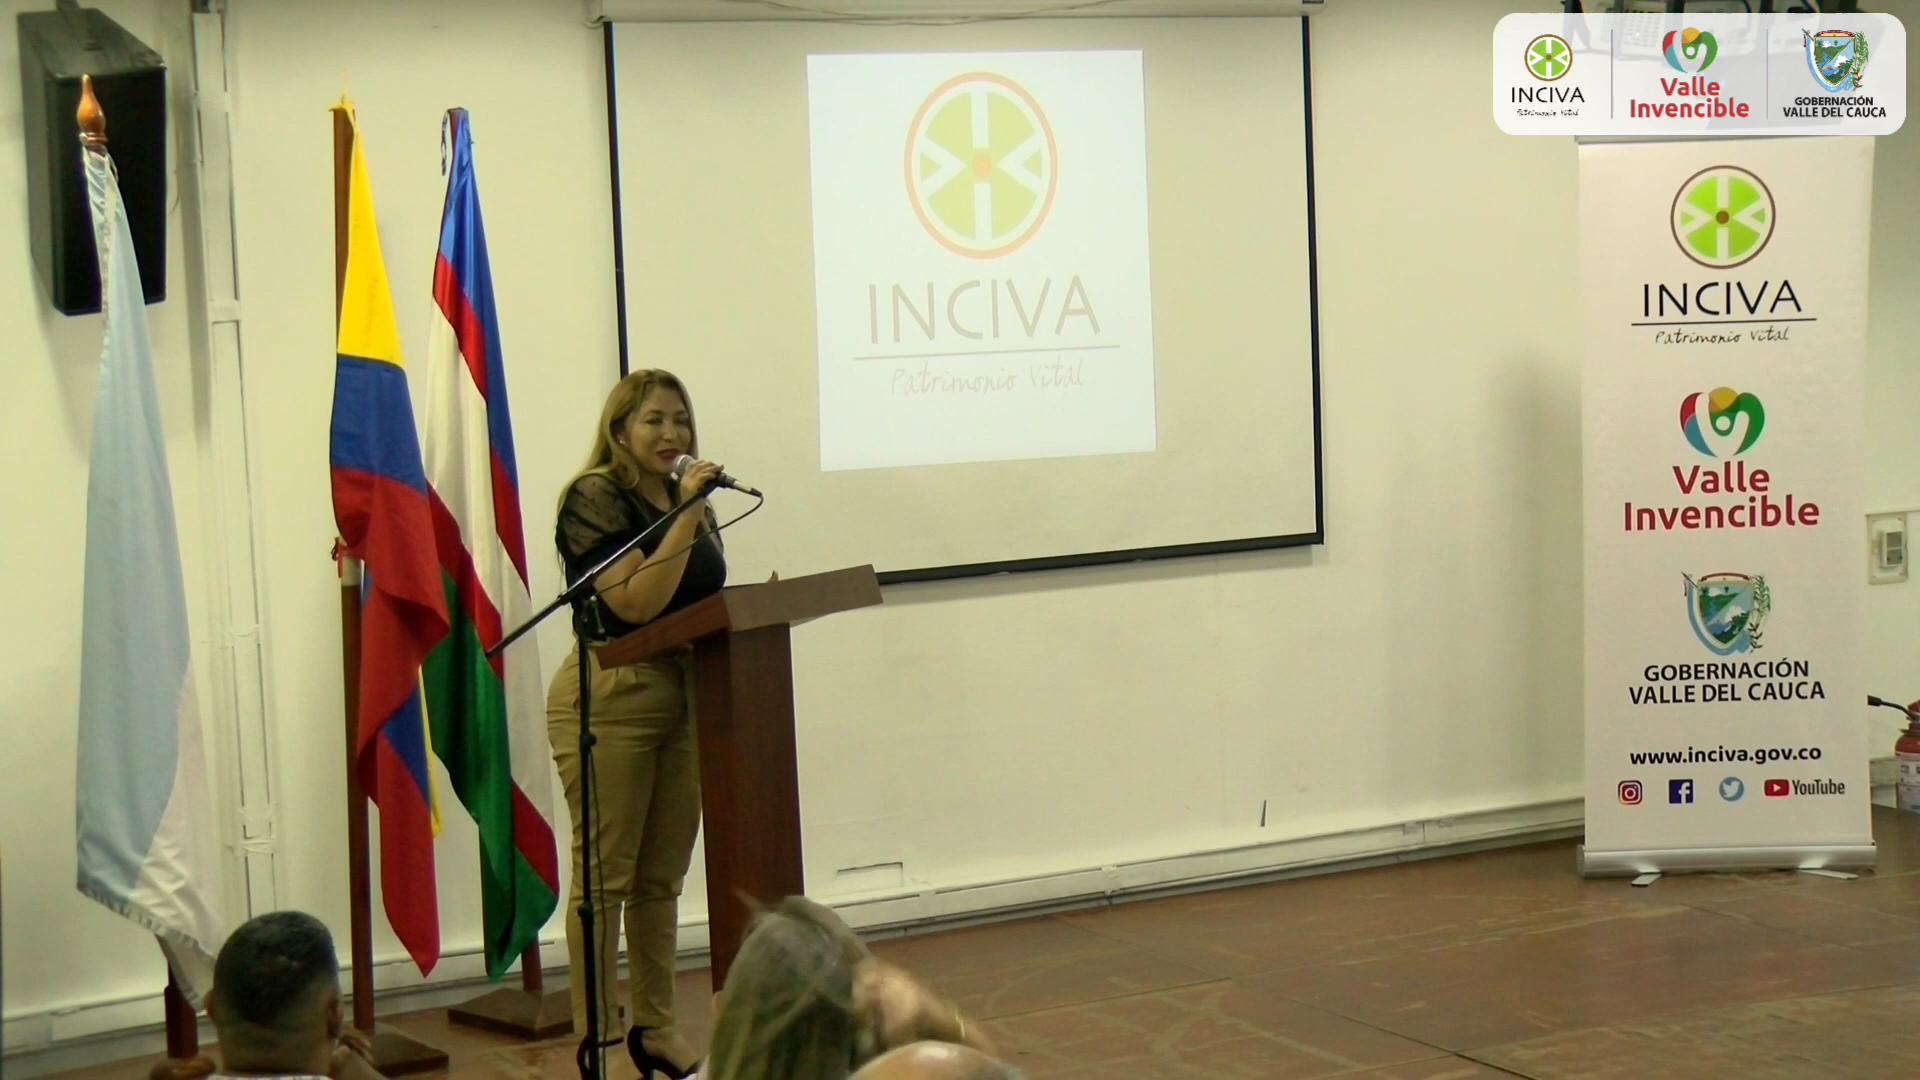 INCIVA
Patrimonio Vital
Valle
Invencible
GOBERNACIÓN
VALLE DEL CAUCA
INCIVA
Patrimonio Vital
INCIVA
Patrimonio Vital
Valle
Invencible
GOBERNACIÓN
VALLE DEL CAUCA
www.inciva.gov.co
YouTube